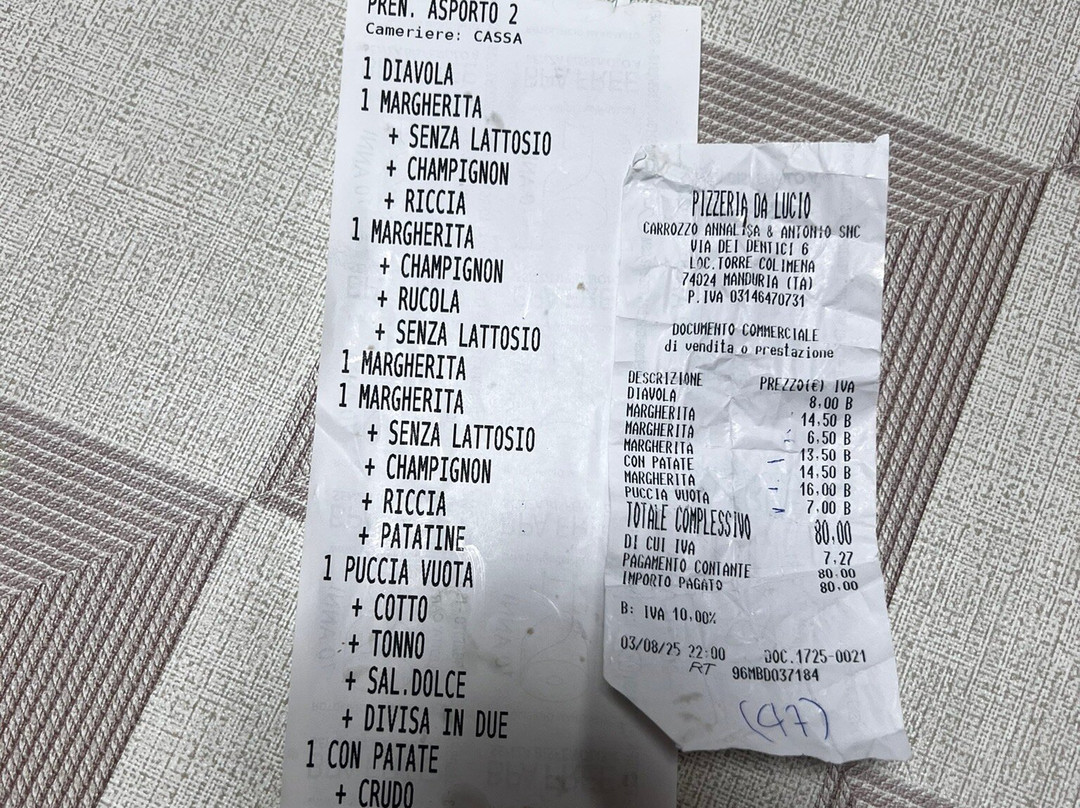 PREN. ASPORTO 2
Cameriere: CASSA
1 DIAVOLA
1 MARGHERITA
+ SENZA LATTOSIO
+ CHAMPIGNON
+ RICCIA
1 MARGHERITA
+ CHAMPIGNON
+ RUCOLA
+ SENZA LATTOSIO
1 MARGHERITA
1 MARGHERITA
+ SENZA LATTOSIO
+ CHAMPIGNON
+ RICCIA
+ PATATINE
1 PUCCIA VUOTA
+ COTTO
+ TONNO
+ SAL.DOLCE
+ DIVISA IN DUE
1 CON PATATE
+ CRUDO
PIZZERIA DA LUCIO
CARROZZO ANNALISA & ANTONIO SNC
VIA DEI DENTICI 6
LOC.TORRE COLIMENA
74024 MANDURIA (TA)
P.IVA 03146470731
DOCUMENTO COMMERCIALE
di vendita o prestazione
DESCRIZIONE PREZZO(€) IVA
DIAVOLA 8,00 B
MARGHERITA 14,50 B
MARGHERITA 6,50 B
MARGHERITA 13,50 B
CON PATATE 14,50 B
MARGHERITA 16,00 B
PUCCIA VUOTA 7,00 B
TOTALE COMPLESSIVO 80,00
DI CUI IVA 7,27
PAGAMENTO CONTANTE 80,00
IMPORTO PAGATO 80,00
B: IVA 10,00%
03/08/25 22:00 DOC.1725-0021
RT 96MBD037184
(47)